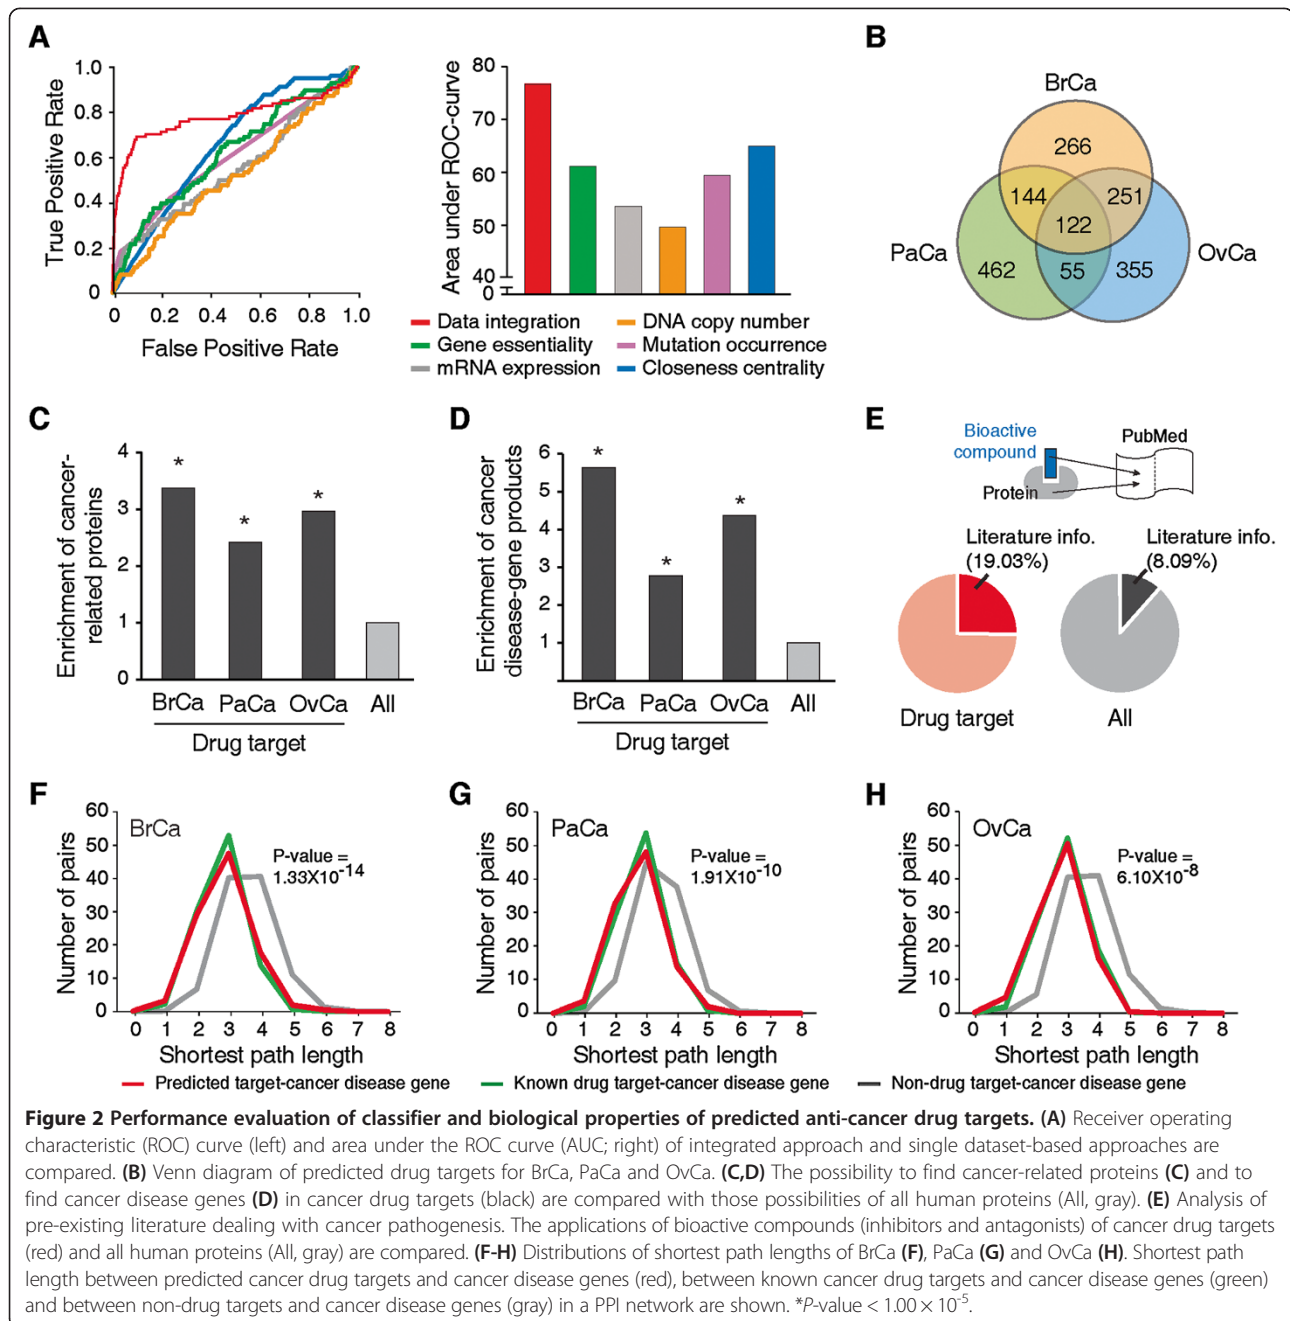 A
True Positive Rate
1.0
0.8
0.6
0.4
0.2
0
0 0.2 0.4 0.6 0.8 1.0
False Positive Rate
Area under ROC-curve
80
70
60
50
40
0
Data integration
Gene essentiality
mRNA expression
DNA copy number
Mutation occurrence
Closeness centrality
B
BrCa
266
144 251
122
PaCa OvCa
462 55 355
C
Enrichment of cancer-
related proteins
4
3
2
1
0
BrCa PaCa OvCa All
* * *
Drug target
D
Enrichment of cancer
disease-gene products
6
5
4
3
2
1
* * *
BrCa PaCa OvCa All
Drug target
E
Bioactive
compound
PubMed
Protein
Literature info.
(19.03%)
Literature info.
(8.09%)
Drug target
All
F
Number of pairs
60
50
40
30
20
10
0
BrCa
P-value =
1.33X10-14
0 1 2 3 4 5 6 7 8
Shortest path length
G
Number of pairs
60
50
40
30
20
10
0
PaCa
P-value =
1.91X10-10
0 1 2 3 4 5 6 7 8
Shortest path length
H
Number of pairs
60
50
40
30
20
10
0
OvCa
P-value =
6.10X10-8
0 1 2 3 4 5 6 7 8
Shortest path length
Predicted target-cancer disease gene
Known drug target-cancer disease gene
Non-drug target-cancer disease gene
Figure 2 Performance evaluation of classifier and biological properties of predicted anti-cancer drug targets. (A) Receiver operating
characteristic (ROC) curve (left) and area under the ROC curve (AUC; right) of integrated approach and single dataset-based approaches are
compared. (B) Venn diagram of predicted drug targets for BrCa, PaCa and OvCa. (C,D) The possibility to find cancer-related proteins (C) and to
find cancer disease genes (D) in cancer drug targets (black) are compared with those possibilities of all human proteins (All, gray). (E) Analysis of
pre-existing literature dealing with cancer pathogenesis. The applications of bioactive compounds (inhibitors and antagonists) of cancer drug targets
(red) and all human proteins (All, gray) are compared. (F-H) Distributions of shortest path lengths of BrCa (F), PaCa (G) and OvCa (H). Shortest path
length between predicted cancer drug targets and cancer disease genes (red), between known cancer drug targets and cancer disease genes (green)
and between non-drug targets and cancer disease genes (gray) in a PPI network are shown. *P-value < 1.00 × 10-5.